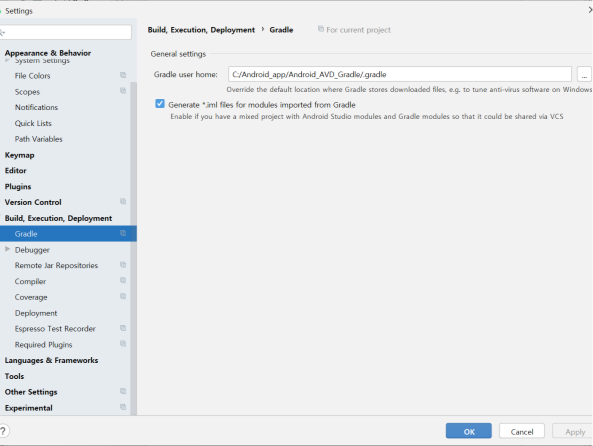 Settings
Build, Execution, Deployment › Gradle For current project
Appearance & Behavior
System Settings
File Colors
Scopes
Notifications
Quick Lists
Path Variables
Keymap
Editor
Plugins
Version Control
Build, Execution, Deployment
Gradle
Debugger
Remote Jar Repositories
Compiler
Coverage
Deployment
Espresso Test Recorder
Required Plugins
Languages & Frameworks
Tools
Other Settings
Experimental
General settings
Gradle user home: C:/Android_app/Android_AVD_Gradle/.gradle ...
Override the default location where Gradle stores downloaded files, e.g. to tune anti-virus software on Windows
Generate *.iml files for modules imported from Gradle
Enable if you have a mixed project with Android Studio modules and Gradle modules so that it could be shared via VCS
? OK Cancel Apply